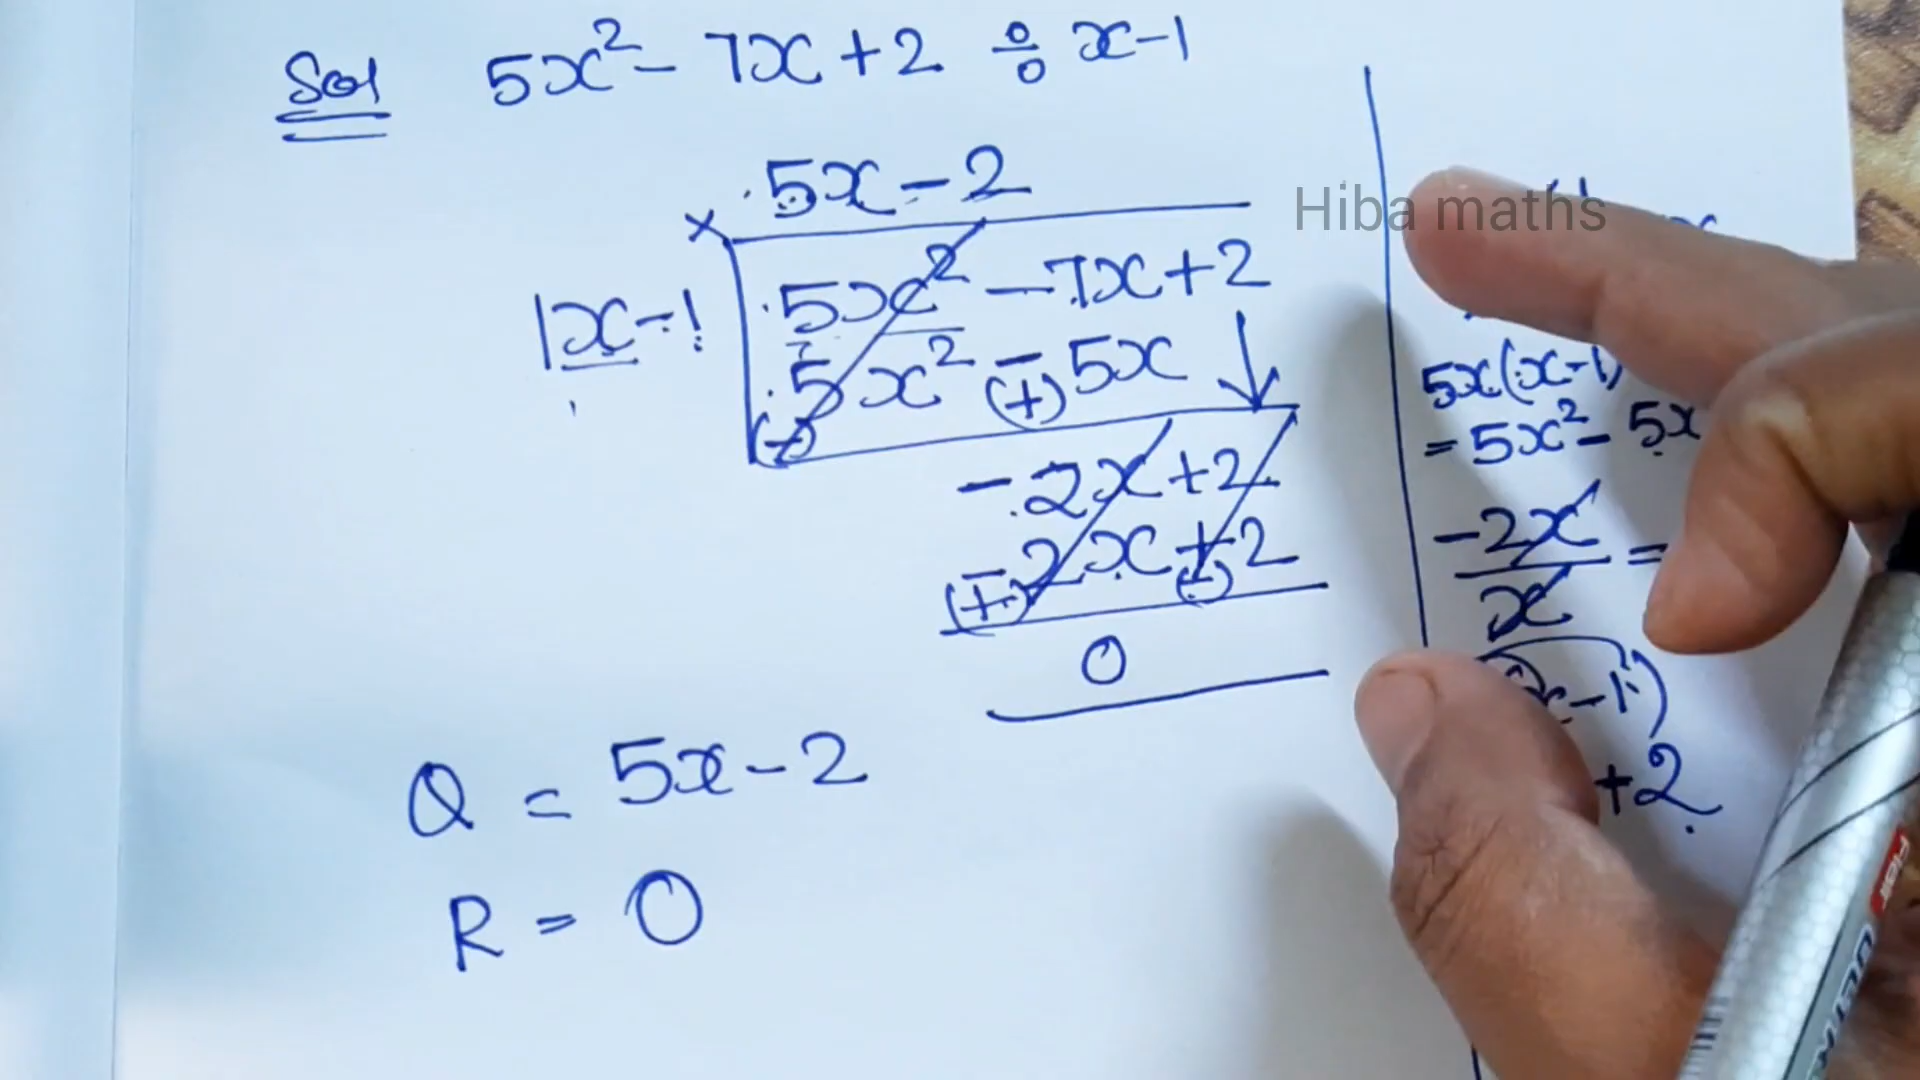 Sol 5x² - 7x + 2 ÷ x-1
5x - 2
x-1
5x² - 7x + 2
5x² - 5x
(-) (+)
-2x + 2
-2x + 2
(+) (-)
0
Q = 5x - 2
R = 0
Hiba maths
5x(x-1)
= 5x² - 5x
-2x
=
x
x-1)
+2